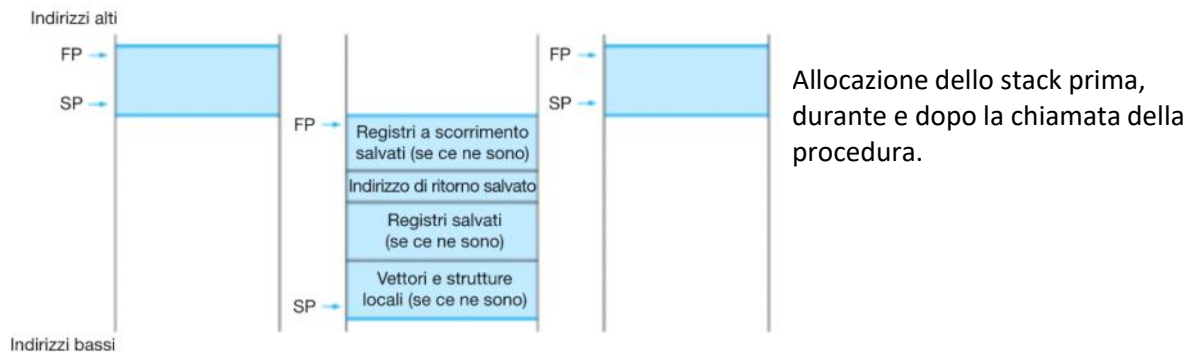 Indirizzi alti
FP
SP
FP
Registri a scorrimento
salvati (se ce ne sono)
Indirizzo di ritorno salvato
Registri salvati
(se ce ne sono)
Vettori e strutture
locali (se ce ne sono)
SP
FP
SP
Indirizzi bassi
Allocazione dello stack prima,
durante e dopo la chiamata della
procedura.